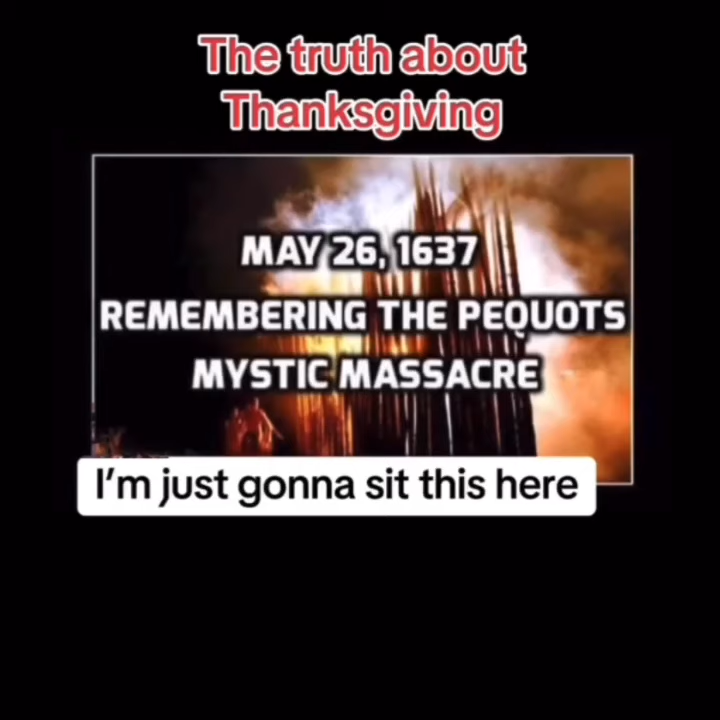 The truth about
Thanksgiving
MAY 26, 1637
REMEMBERING THE PEQUOTS
MYSTIC MASSACRE
I'm just gonna sit this here